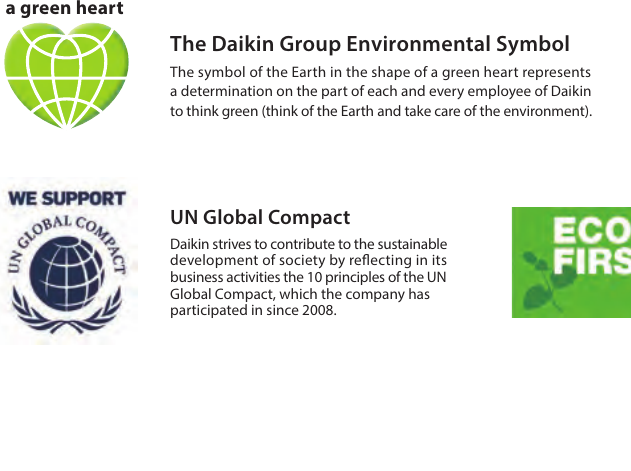 a green heart
The Daikin Group Environmental Symbol
The symbol of the Earth in the shape of a green heart represents
a determination on the part of each and every employee of Daikin
to think green (think of the Earth and take care of the environment).
WE SUPPORT
UN GLOBAL COMPACT
UN Global Compact
Daikin strives to contribute to the sustainable
development of society by reflecting in its
business activities the 10 principles of the UN
Global Compact, which the company has
participated in since 2008.
ECO
FIRS